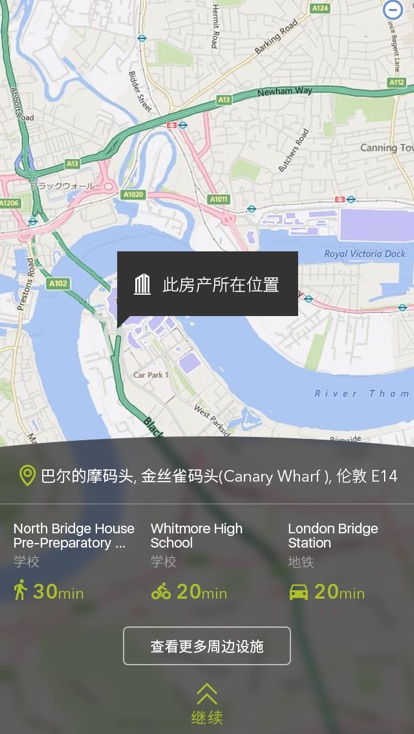 A124
Hermit Road
Barking Road
nce Regent Lane
A112
Abbott Road
Bidder Street
Newham Way
A13
Butchers Road
Canning Tow
A13
ブラックウォール
A1020
A1011
A1206
Prestons Road
Royal Victoria Dock
A102
此房产所在位置
Car Park 1
River Tham
West Parkside
Black
Riverside
巴尔的摩码头, 金丝雀码头(Canary Wharf ), 伦敦 E14
North Bridge House
Pre-Preparatory ...
学校
30min
Whitmore High
School
学校
20min
London Bridge
Station
地铁
20min
查看更多周边设施
继续